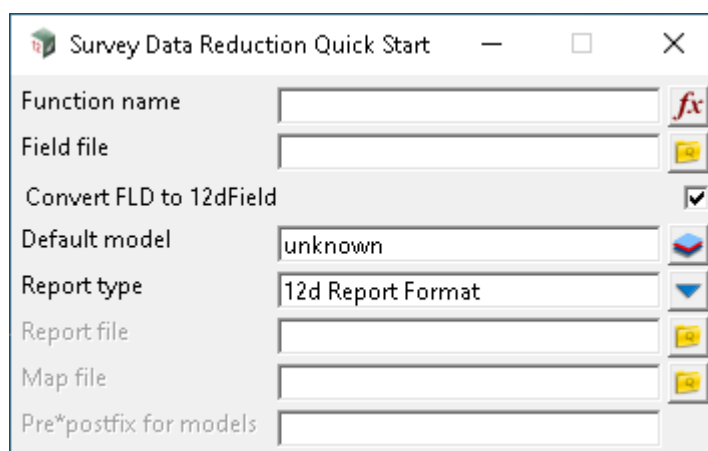 Survey Data Reduction Quick Start
Function name
fx
Field file
Convert FLD to 12dField
Default model unknown
Report type 12d Report Format
Report file
Map file
Pre*postfix for models